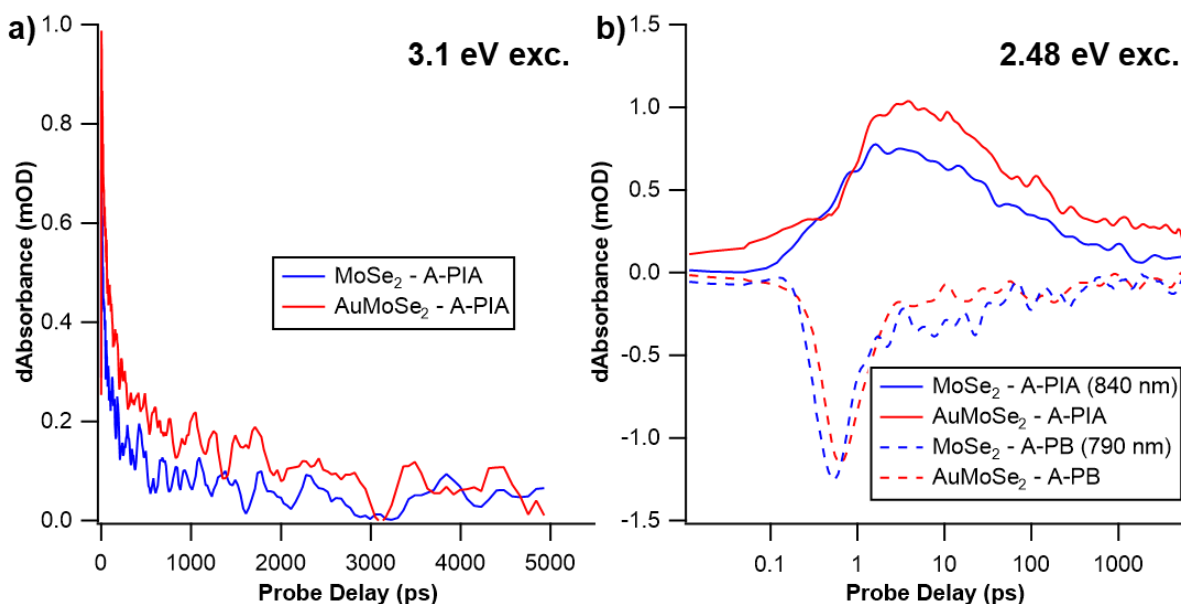 a)
3.1 eV exc.
dAbsorbance (mOD)
1.0
0.8
0.6
0.4
0.2
0.0
MoSe₂ - A-PIA
AuMoSe₂ - A-PIA
0 1000 2000 3000 4000 5000
Probe Delay (ps)
b)
2.48 eV exc.
dAbsorbance (mOD)
1.5
1.0
0.5
0.0
-0.5
-1.0
-1.5
MoSe₂ - A-PIA (840 nm)
AuMoSe₂ - A-PIA
MoSe₂ - A-PB (790 nm)
AuMoSe₂ - A-PB
0.1 1 10 100 1000
Probe Delay (ps)